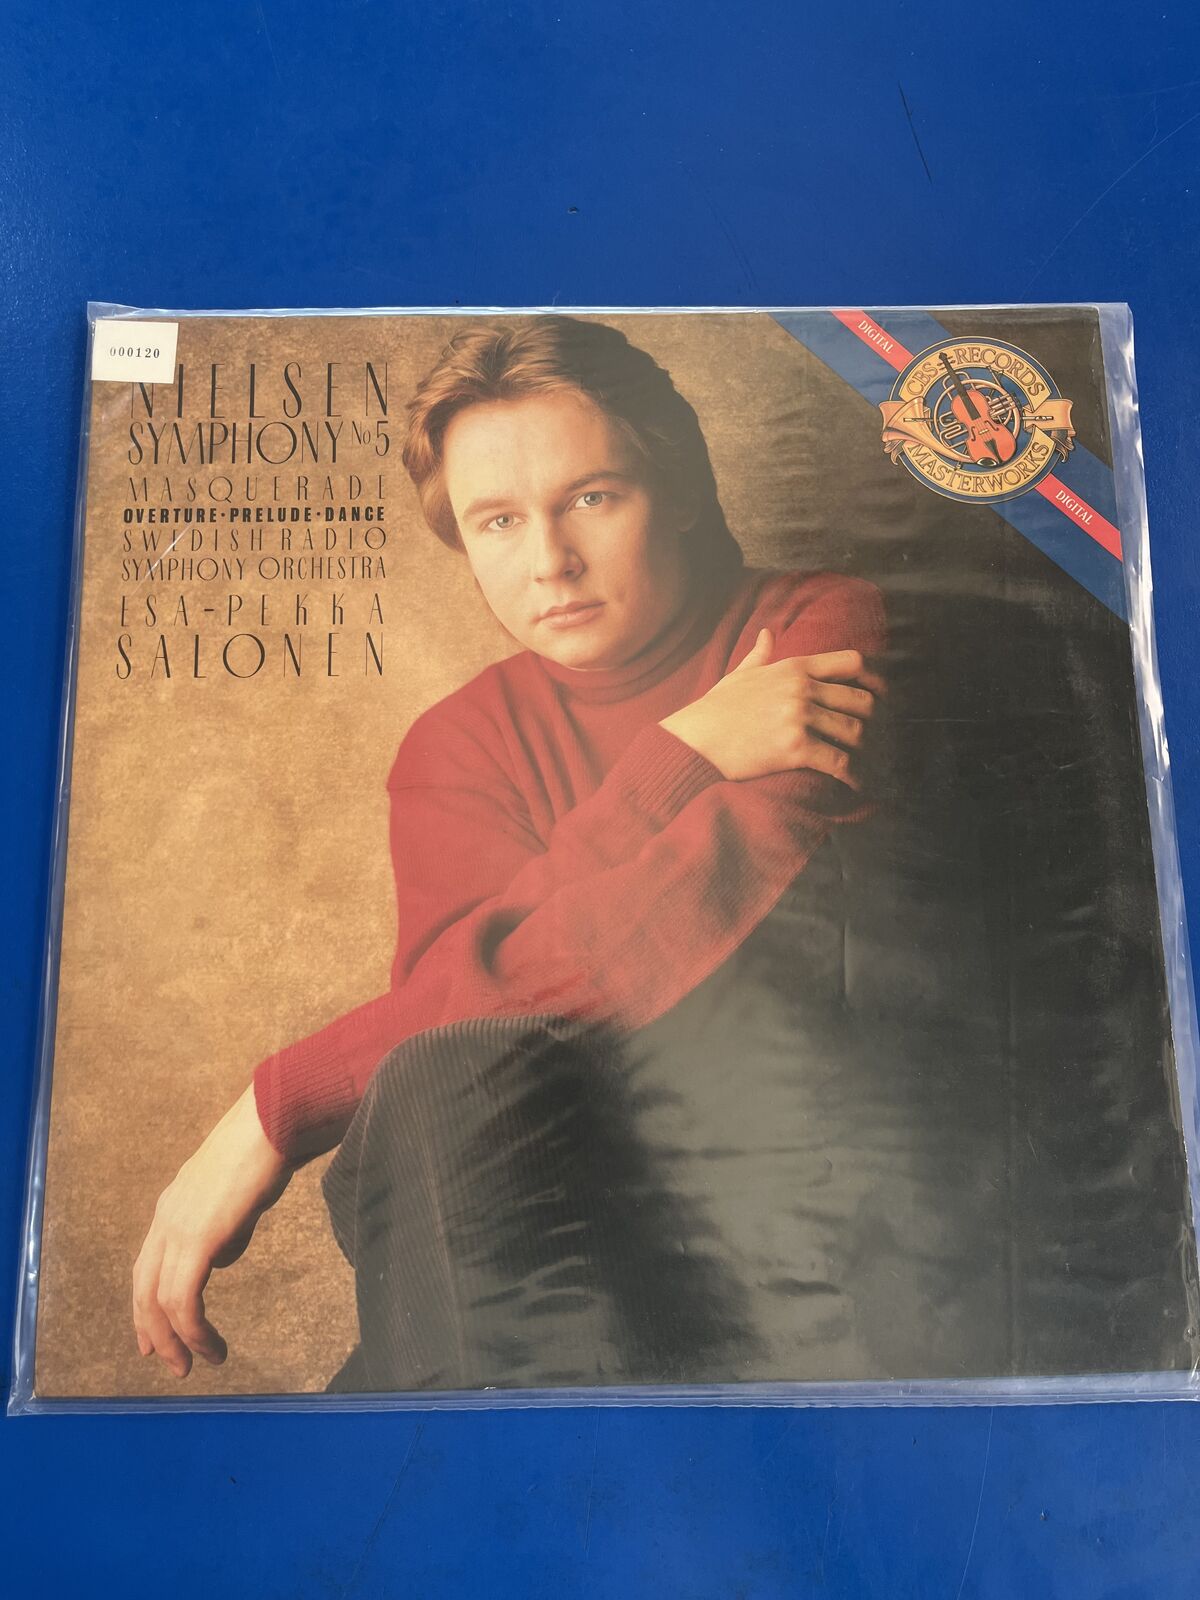 000120
NIELSEN
SYMPHONY No 5
MASQUERADE
OVERTURE·PRELUDE·DANCE
SWEDISH RADIO
SYMPHONY ORCHESTRA
ESA-PEKKA
SALONEN
DIGITAL
CBS RECORDS
MASTERWORKS
DIGITAL